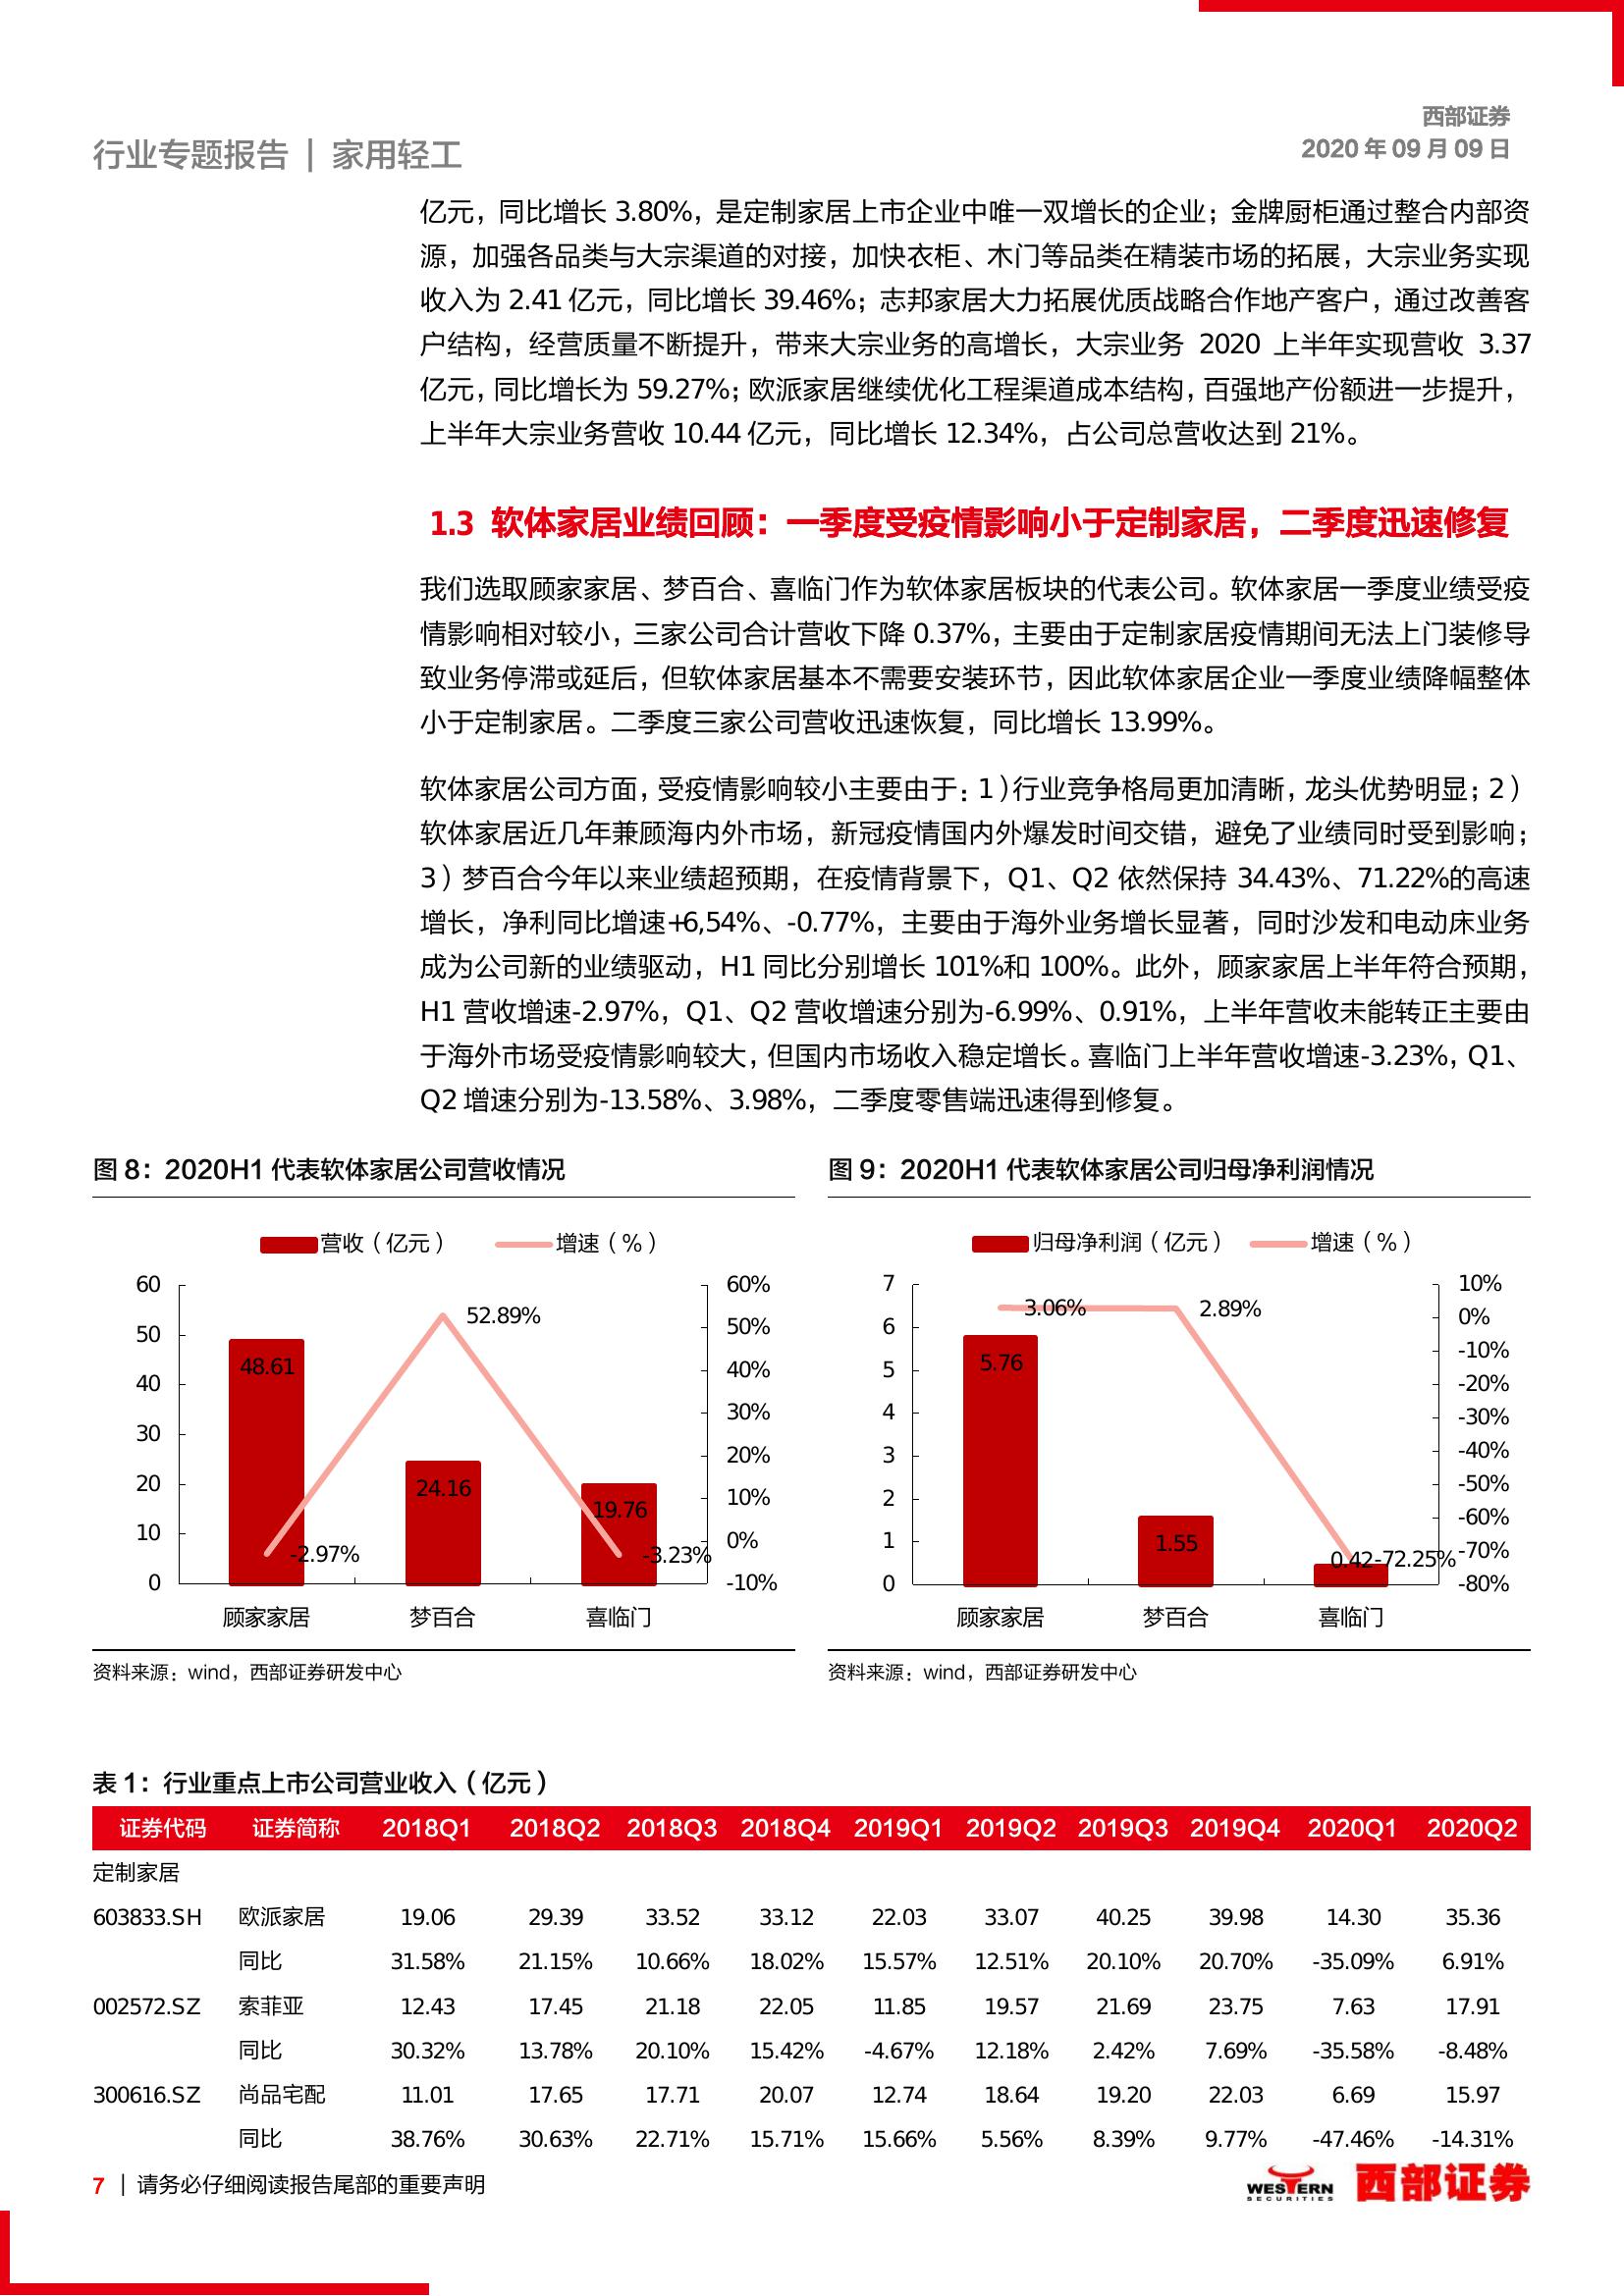 西部证券
行业专题报告 | 家用轻工
2020 年 09 月 09 日
亿元，同比增长 3.80%，是定制家居上市企业中唯一双增长的企业；金牌厨柜通过整合内部资
源，加强各品类与大宗渠道的对接，加快衣柜、木门等品类在精装市场的拓展，大宗业务实现
收入为 2.41 亿元，同比增长 39.46%；志邦家居大力拓展优质战略合作地产客户，通过改善客
户结构，经营质量不断提升，带来大宗业务的高增长，大宗业务 2020 上半年实现营收 3.37
亿元，同比增长为 59.27%；欧派家居继续优化工程渠道成本结构，百强地产份额进一步提升，
上半年大宗业务营收 10.44 亿元，同比增长 12.34%，占公司总营收达到 21%。
1.3 软体家居业绩回顾：一季度受疫情影响小于定制家居，二季度迅速修复
我们选取顾家家居、梦百合、喜临门作为软体家居板块的代表公司。软体家居一季度业绩受疫
情影响相对较小，三家公司合计营收下降 0.37%，主要由于定制家居疫情期间无法上门装修导
致业务停滞或延后，但软体家居基本不需要安装环节，因此软体家居企业一季度业绩降幅整体
小于定制家居。二季度三家公司营收迅速恢复，同比增长 13.99%。
软体家居公司方面，受疫情影响较小主要由于：1）行业竞争格局更加清晰，龙头优势明显；2）
软体家居近几年兼顾海内外市场，新冠疫情国内外爆发时间交错，避免了业绩同时受到影响；
3）梦百合今年以来业绩超预期，在疫情背景下，Q1、Q2 依然保持 34.43%、71.22%的高速
增长，净利同比增速+6,54%、-0.77%，主要由于海外业务增长显著，同时沙发和电动床业务
成为公司新的业绩驱动，H1 同比分别增长 101%和 100%。此外，顾家家居上半年符合预期，
H1 营收增速-2.97%，Q1、Q2 营收增速分别为-6.99%、0.91%，上半年营收未能转正主要由
于海外市场受疫情影响较大，但国内市场收入稳定增长。喜临门上半年营收增速-3.23%，Q1、
Q2 增速分别为-13.58%、3.98%，二季度零售端迅速得到修复。
图 8：2020H1 代表软体家居公司营收情况
营收（亿元） 增速（%）
60 60%
52.89%
50 50%
48.61
40 40%
30 30%
20 20%
24.16
19.76
10 10%
0%
-2.97% -3.23%
0 -10%
顾家家居 梦百合 喜临门
资料来源：wind，西部证券研发中心
图 9：2020H1 代表软体家居公司归母净利润情况
归母净利润（亿元） 增速（%）
7 10%
3.06% 2.89%
0%
6
-10%
5.76
5 -20%
4 -30%
-40%
3
-50%
2 -60%
1.55
1 -70%
0.42 -72.25%
0 -80%
顾家家居 梦百合 喜临门
资料来源：wind，西部证券研发中心
表 1：行业重点上市公司营业收入（亿元）
证券代码 证券简称 2018Q1 2018Q2 2018Q3 2018Q4 2019Q1 2019Q2 2019Q3 2019Q4 2020Q1 2020Q2
定制家居
603833.SH 欧派家居 19.06 29.39 33.52 33.12 22.03 33.07 40.25 39.98 14.30 35.36
同比 31.58% 21.15% 10.66% 18.02% 15.57% 12.51% 20.10% 20.70% -35.09% 6.91%
002572.SZ 索菲亚 12.43 17.45 21.18 22.05 11.85 19.57 21.69 23.75 7.63 17.91
同比 30.32% 13.78% 20.10% 15.42% -4.67% 12.18% 2.42% 7.69% -35.58% -8.48%
300616.SZ 尚品宅配 11.01 17.65 17.71 20.07 12.74 18.64 19.20 22.03 6.69 15.97
同比 38.76% 30.63% 22.71% 15.71% 15.66% 5.56% 8.39% 9.77% -47.46% -14.31%
7 | 请务必仔细阅读报告尾部的重要声明
WESTERN
SECURITIES
西部证券